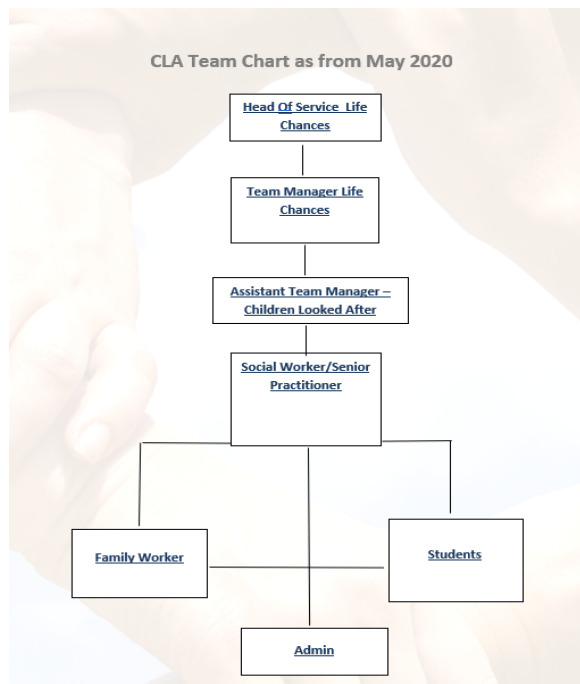 CLA Team Chart as from May 2020
Head Of Service Life
Chances
Team Manager Life
Chances
Assistant Team Manager –
Children Looked After
Social Worker/Senior
Practitioner
Family Worker
Students
Admin